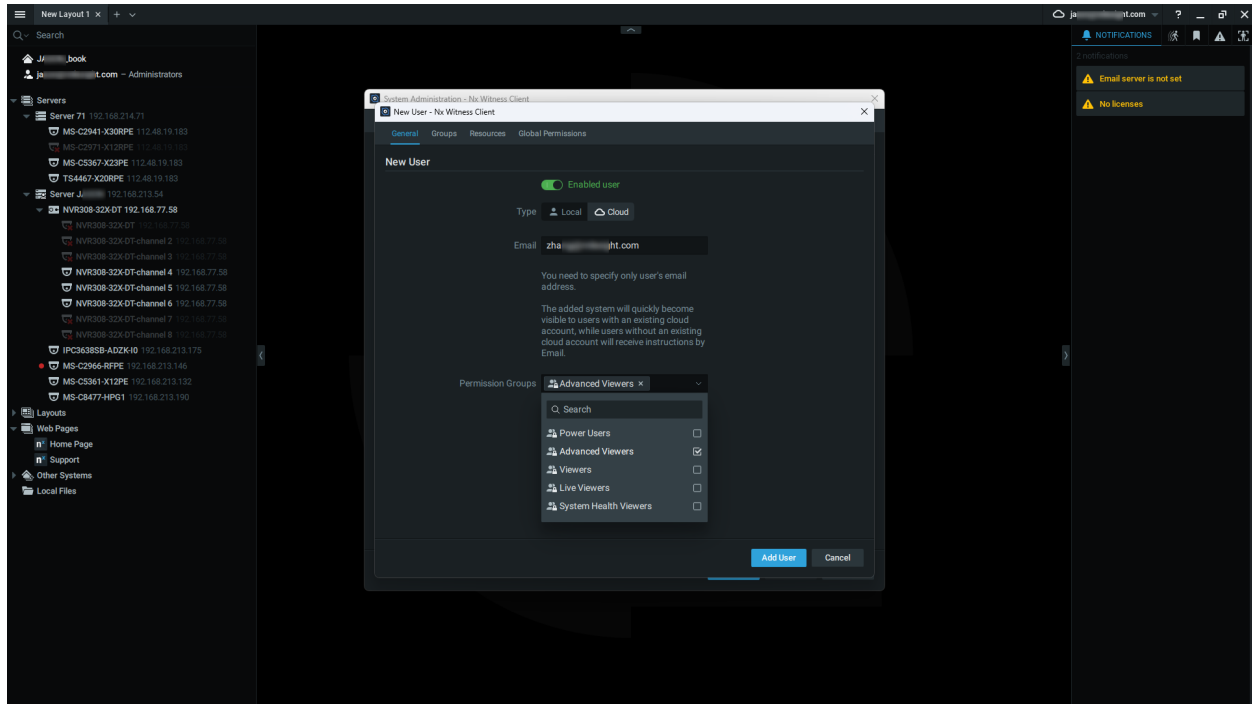 New Layout 1
ja nt.com
Search
NOTIFICATIONS
J _book
ja t.com – Administrators
2 notifications
Email server is not set
No licenses
Servers
Server 71 192.168.214.71
MS-C2941-X30RPE 112.48.19.183
MS-C2971-X12RPE 112.48.19.183
MS-C5367-X23PE 112.48.19.183
TS4467-X20RPE 112.48.19.183
Server J 192.168.213.54
NVR308-32X-DT 192.168.77.58
NVR308-32X-DT 192.168.77.58
NVR308-32X-DT-channel 2 192.168.77.58
NVR308-32X-DT-channel 3 192.168.77.58
NVR308-32X-DT-channel 4 192.168.77.58
NVR308-32X-DT-channel 5 192.168.77.58
NVR308-32X-DT-channel 6 192.168.77.58
NVR308-32X-DT-channel 7 192.168.77.58
NVR308-32X-DT-channel 8 192.168.77.58
IPC3638SB-ADZK-I0 192.168.213.175
MS-C2966-RFPE 192.168.213.146
MS-C5361-X12PE 192.168.213.132
MS-C8477-HPG1 192.168.213.190
Layouts
Web Pages
Home Page
Support
Other Systems
Local Files
System Administration - Nx Witness Client
New User - Nx Witness Client
General Groups Resources Global Permissions
New User
Enabled user
Type Local Cloud
Email zha ht.com
You need to specify only user's email
address.
The added system will quickly become
visible to users with an existing cloud
account, while users without an existing
cloud account will receive instructions by
Email.
Permission Groups Advanced Viewers ×
Search
Power Users
Advanced Viewers
Viewers
Live Viewers
System Health Viewers
Add User Cancel